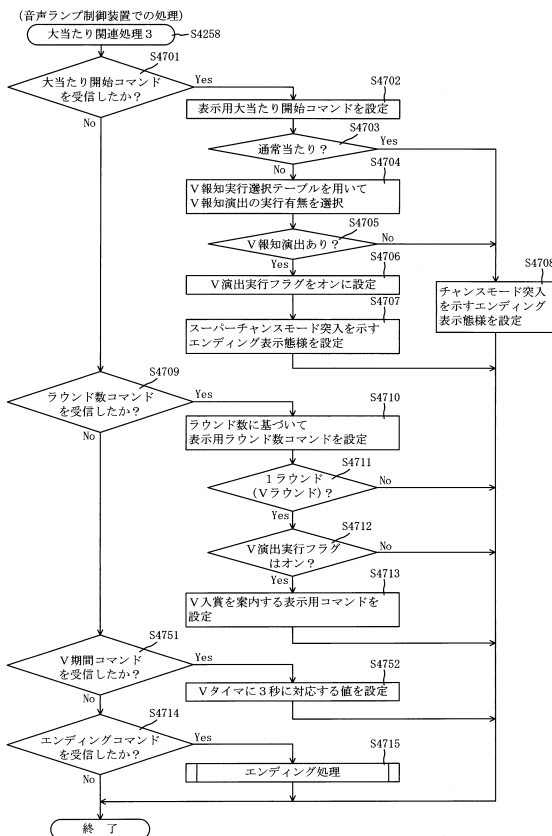 (音声ランプ制御装置での処理)
大当たり関連処理3
S4258
S4701
大当たり開始コマンド
を受信したか?
Yes
No
S4702
表示用大当たり開始コマンドを設定
S4703
通常当たり?
Yes
No
S4704
V報知実行選択テーブルを用いて
V報知演出の実行有無を選択
S4705
V報知演出あり?
No
Yes
S4706
V演出実行フラグをオンに設定
S4707
スーパーチャンスモード突入を示す
エンディング表示態様を設定
S4708
チャンスモード突入
を示すエンディング
表示態様を設定
S4709
ラウンド数コマンド
を受信したか?
Yes
No
S4710
ラウンド数に基づいて
表示用ラウンド数コマンドを設定
S4711
1ラウンド
(Vラウンド)?
No
Yes
S4712
V演出実行フラグ
はオン?
No
Yes
S4713
V入賞を案内する表示用コマンドを
設定
S4751
V期間コマンド
を受信したか?
Yes
No
S4752
Vタイマに3秒に対応する値を設定
S4714
エンディングコマンド
を受信したか?
Yes
No
S4715
エンディング処理
終了